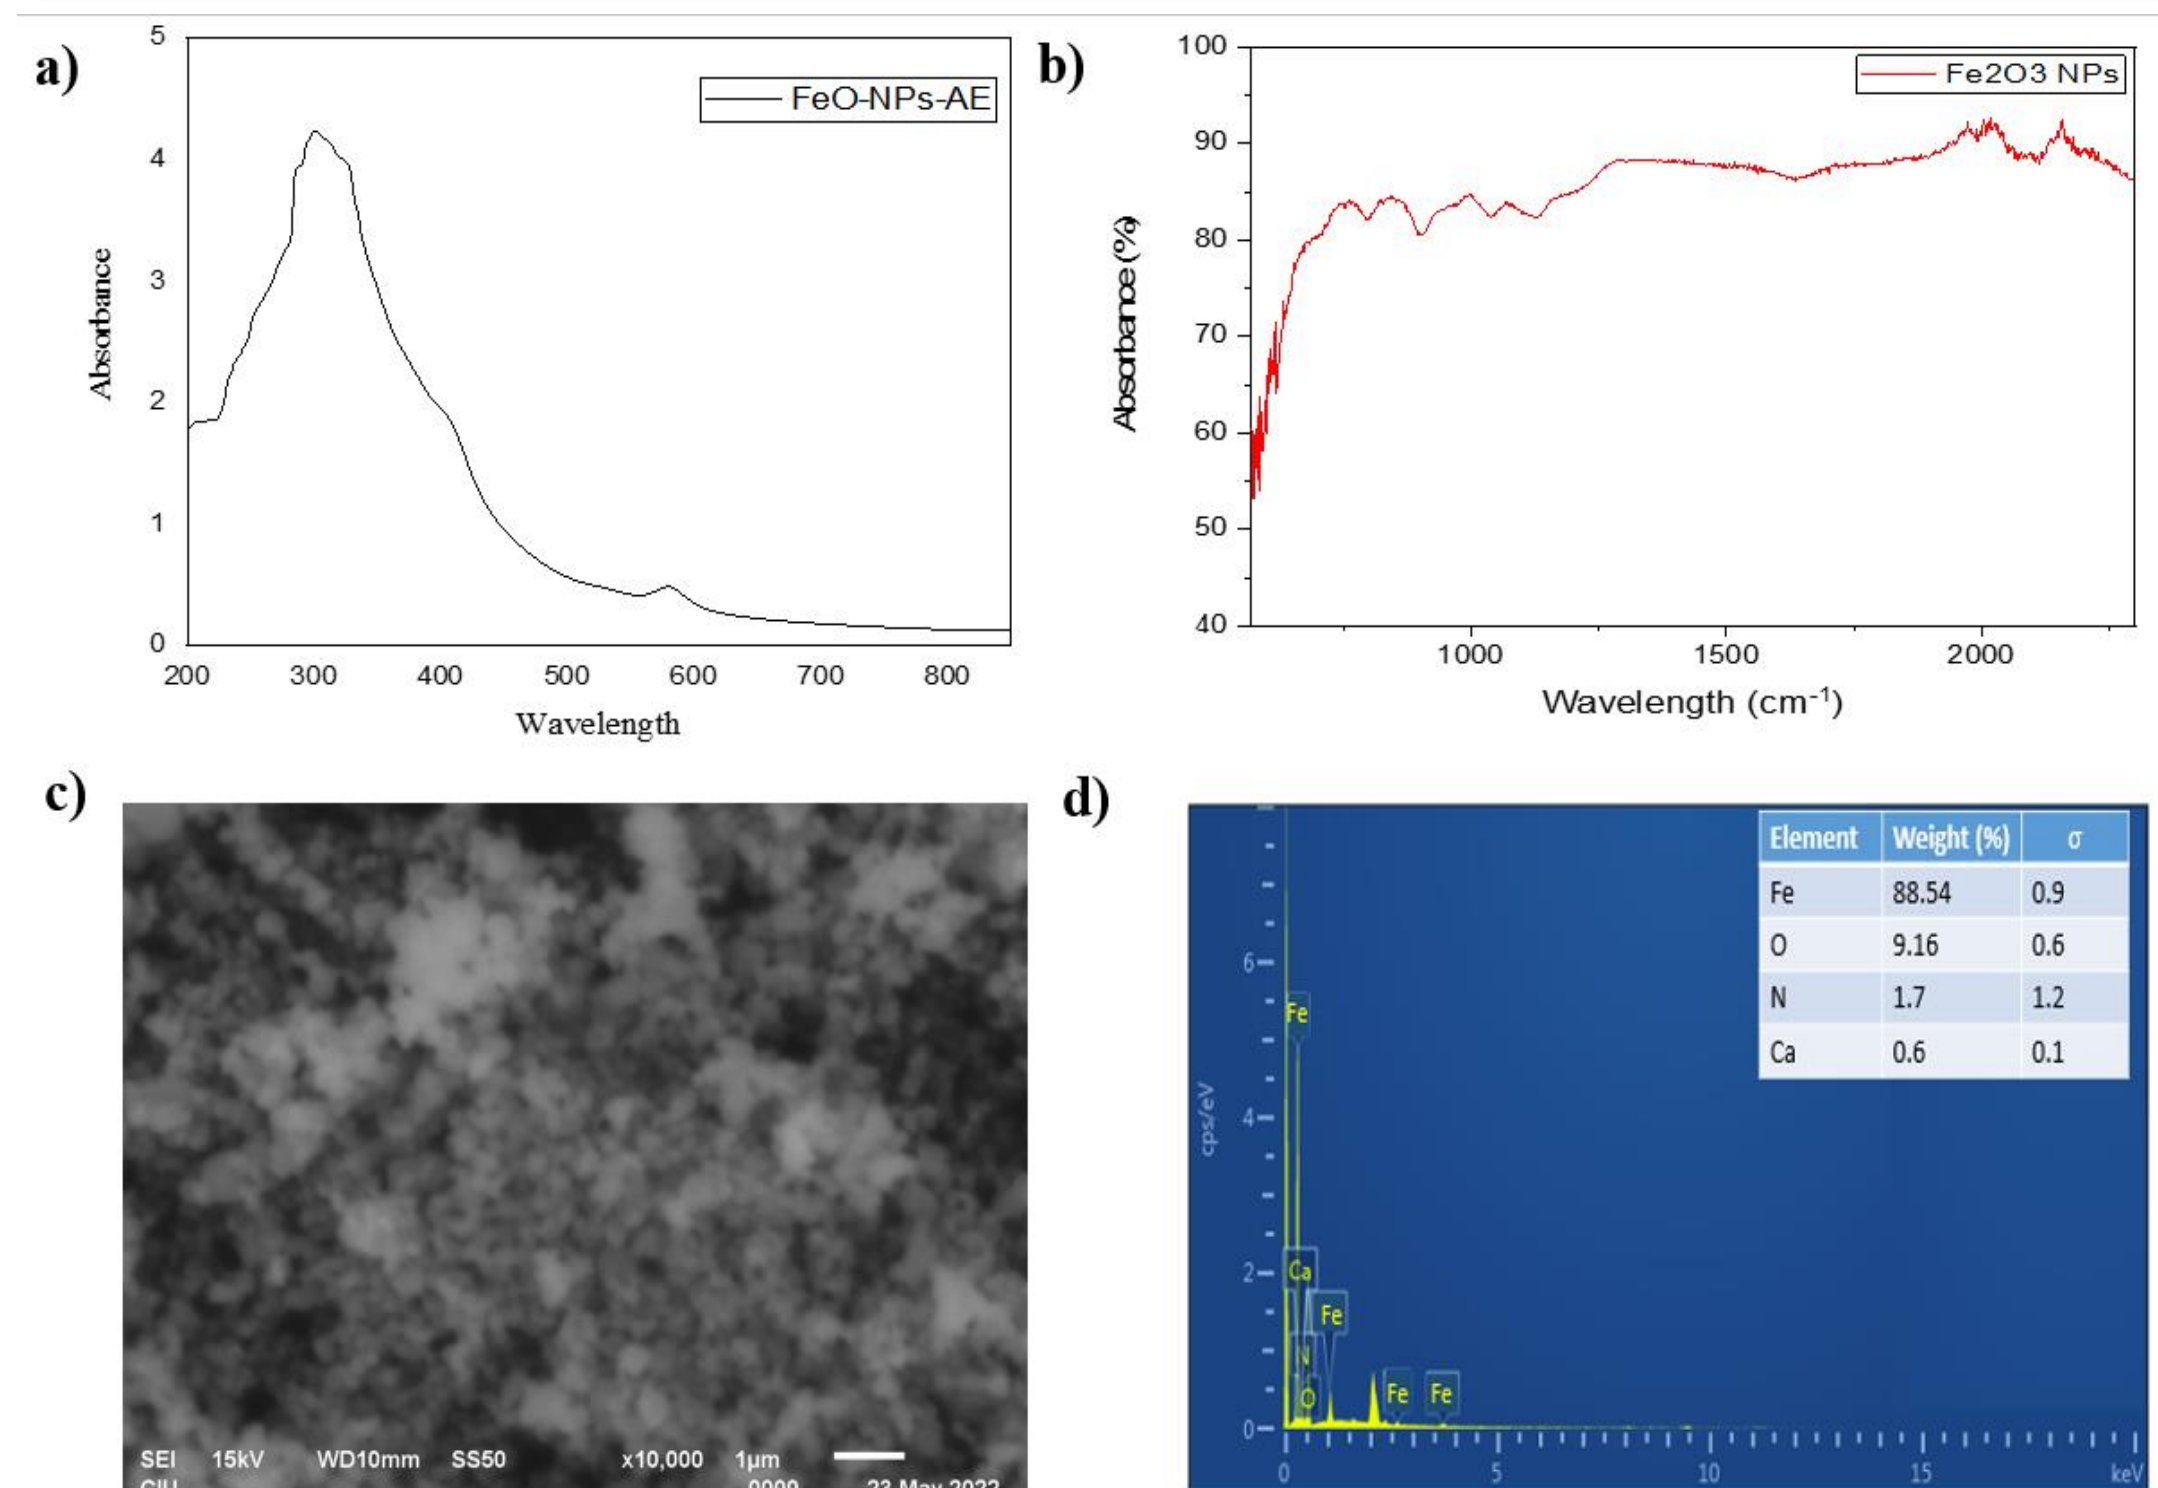 a)
5
4
3
2
1
0
Absorbance
FeO-NPs-AE
200 300 400 500 600 700 800
Wavelength
b)
100
90
80
70
60
50
40
Absorbance (%)
Fe2O3 NPs
1000 1500 2000
Wavelength (cm-1)
c)
SEI 15kV WD10mm SS50 x10,000 1µm
23 May 2022
d)
Element Weight (%) σ
Fe 88.54 0.9
O 9.16 0.6
N 1.7 1.2
Ca 0.6 0.1
6
4
2
0
cps/eV
Fe
Ca
Fe
N
O
Fe
Fe
0 5 10 15 keV